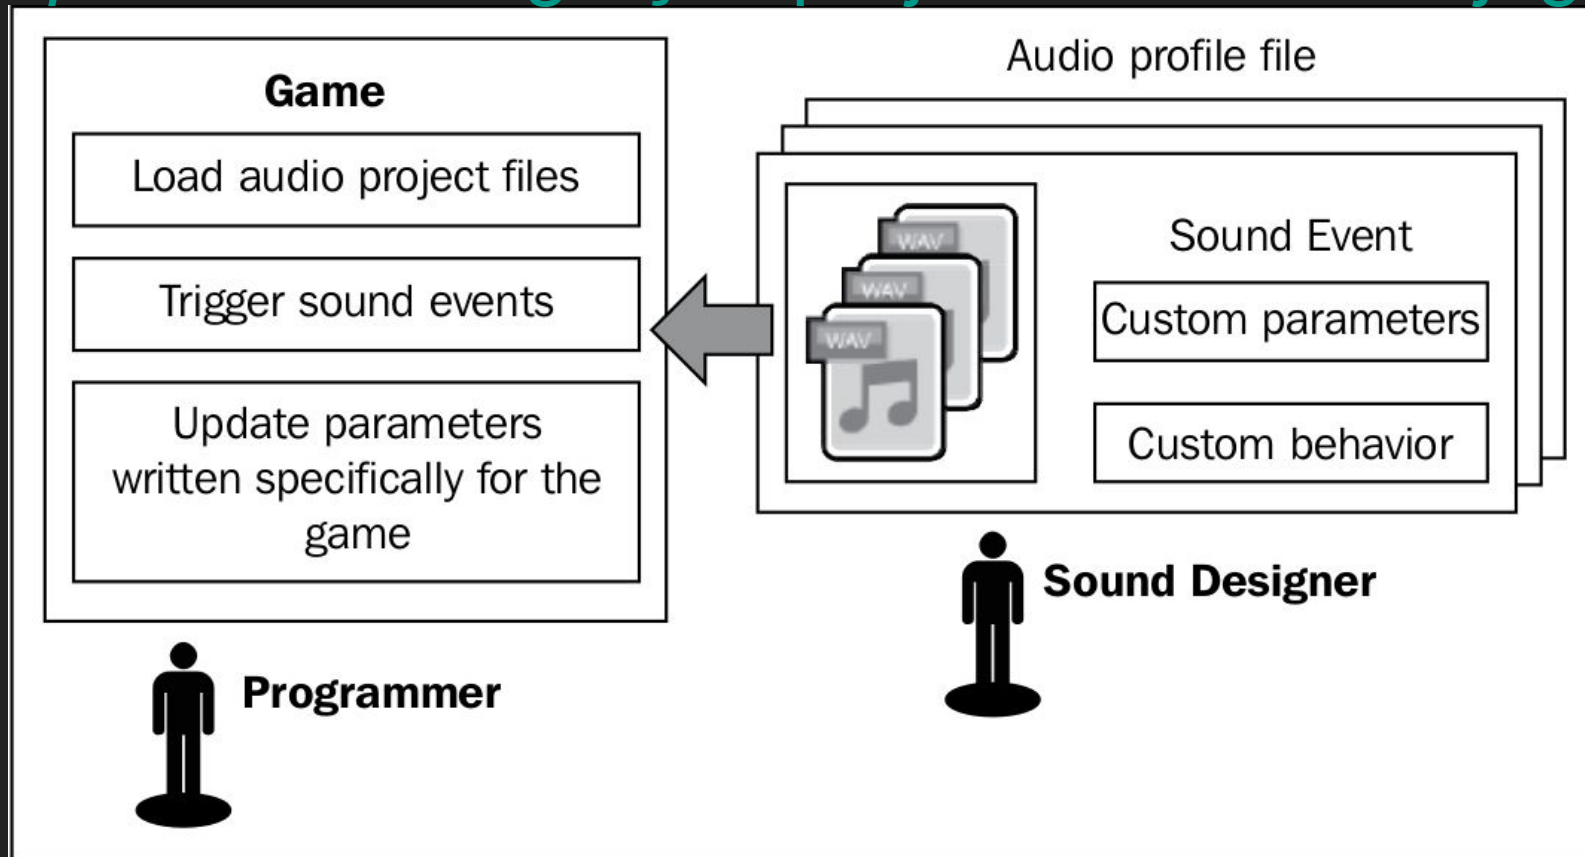 Game
Load audio project files
Trigger sound events
Update parameters
written specifically for the
game
Programmer
Audio profile file
WAV
WAV
WAV
Sound Event
Custom parameters
Custom behavior
Sound Designer